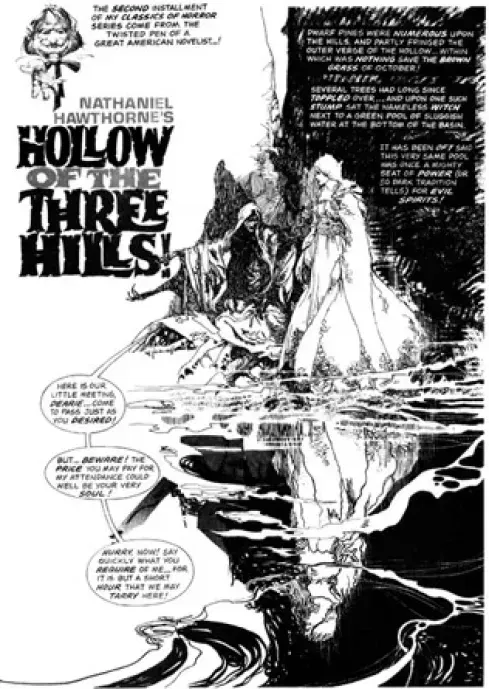 THE SECOND INSTALLMENT
OF MY CLASSICS OF HORROR
SERIES COME FROM THE
TWISTED PEN OF A
GREAT AMERICAN NOVELIST...!
NATHANIEL
HAWTHORNE'S
HOLLOW
OF THE
THREE
HILLS!
DWARF PINES WERE NUMEROUS UPON
THE HILLS, AND PARTLY FRINGED THE
OUTER VERGE OF THE HOLLOW... WITHIN
WHICH WAS NOTHING SAVE THE BROWN
GRASS OF OCTOBER!
SEVERAL TREES HAD LONG SINCE
TOPPLED OVER.... AND UPON ONE SUCH
STUMP SAT THE NAMELESS WITCH
NEXT TO A GREEN POOL OF SLUGGISH
WATER AT THE BOTTOM OF THE BASIN.
IT HAS BEEN OFT SAID
THIS VERY SAME POOL
WAS ONCE A MIGHTY
SEAT OF POWER (OR
SO DARK TRADITION
TELLS) FOR EVIL
SPIRITS!
HERE IS OUR
LITTLE MEETING,
DEARIE... COME
TO PASS JUST AS
YOU DESIRED!
BUT... BEWARE! THE
PRICE YOU MAY PAY FOR
MY ATTENDANCE COULD
WELL BE YOUR VERY
SOUL!
HURRY, NOW! SAY
QUICKLY WHAT YOU
REQUIRE OF ME... FOR
IT IS BUT A SHORT
HOUR THAT WE MAY
TARRY HERE!